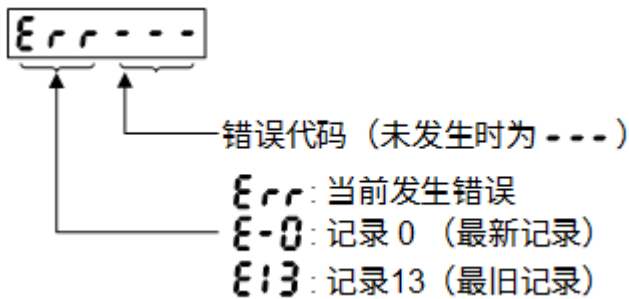 Err---
错误代码（未发生时为---）
Err:当前发生错误
E-0:记录0（最新记录）
E13:记录13（最旧记录）